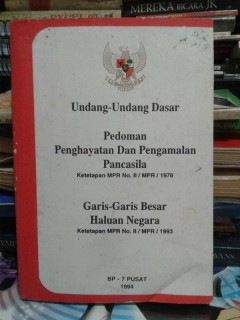 MEREKA BICARA JK
Undang-Undang Dasar
Pedoman
Penghayatan Dan Pengamalan
Pancasila
Ketetapan MPR No. II / MPR / 1978
Garis-Garis Besar
Haluan Negara
Ketetapan MPR No. II / MPR / 1993
BP - 7 PUSAT
1994